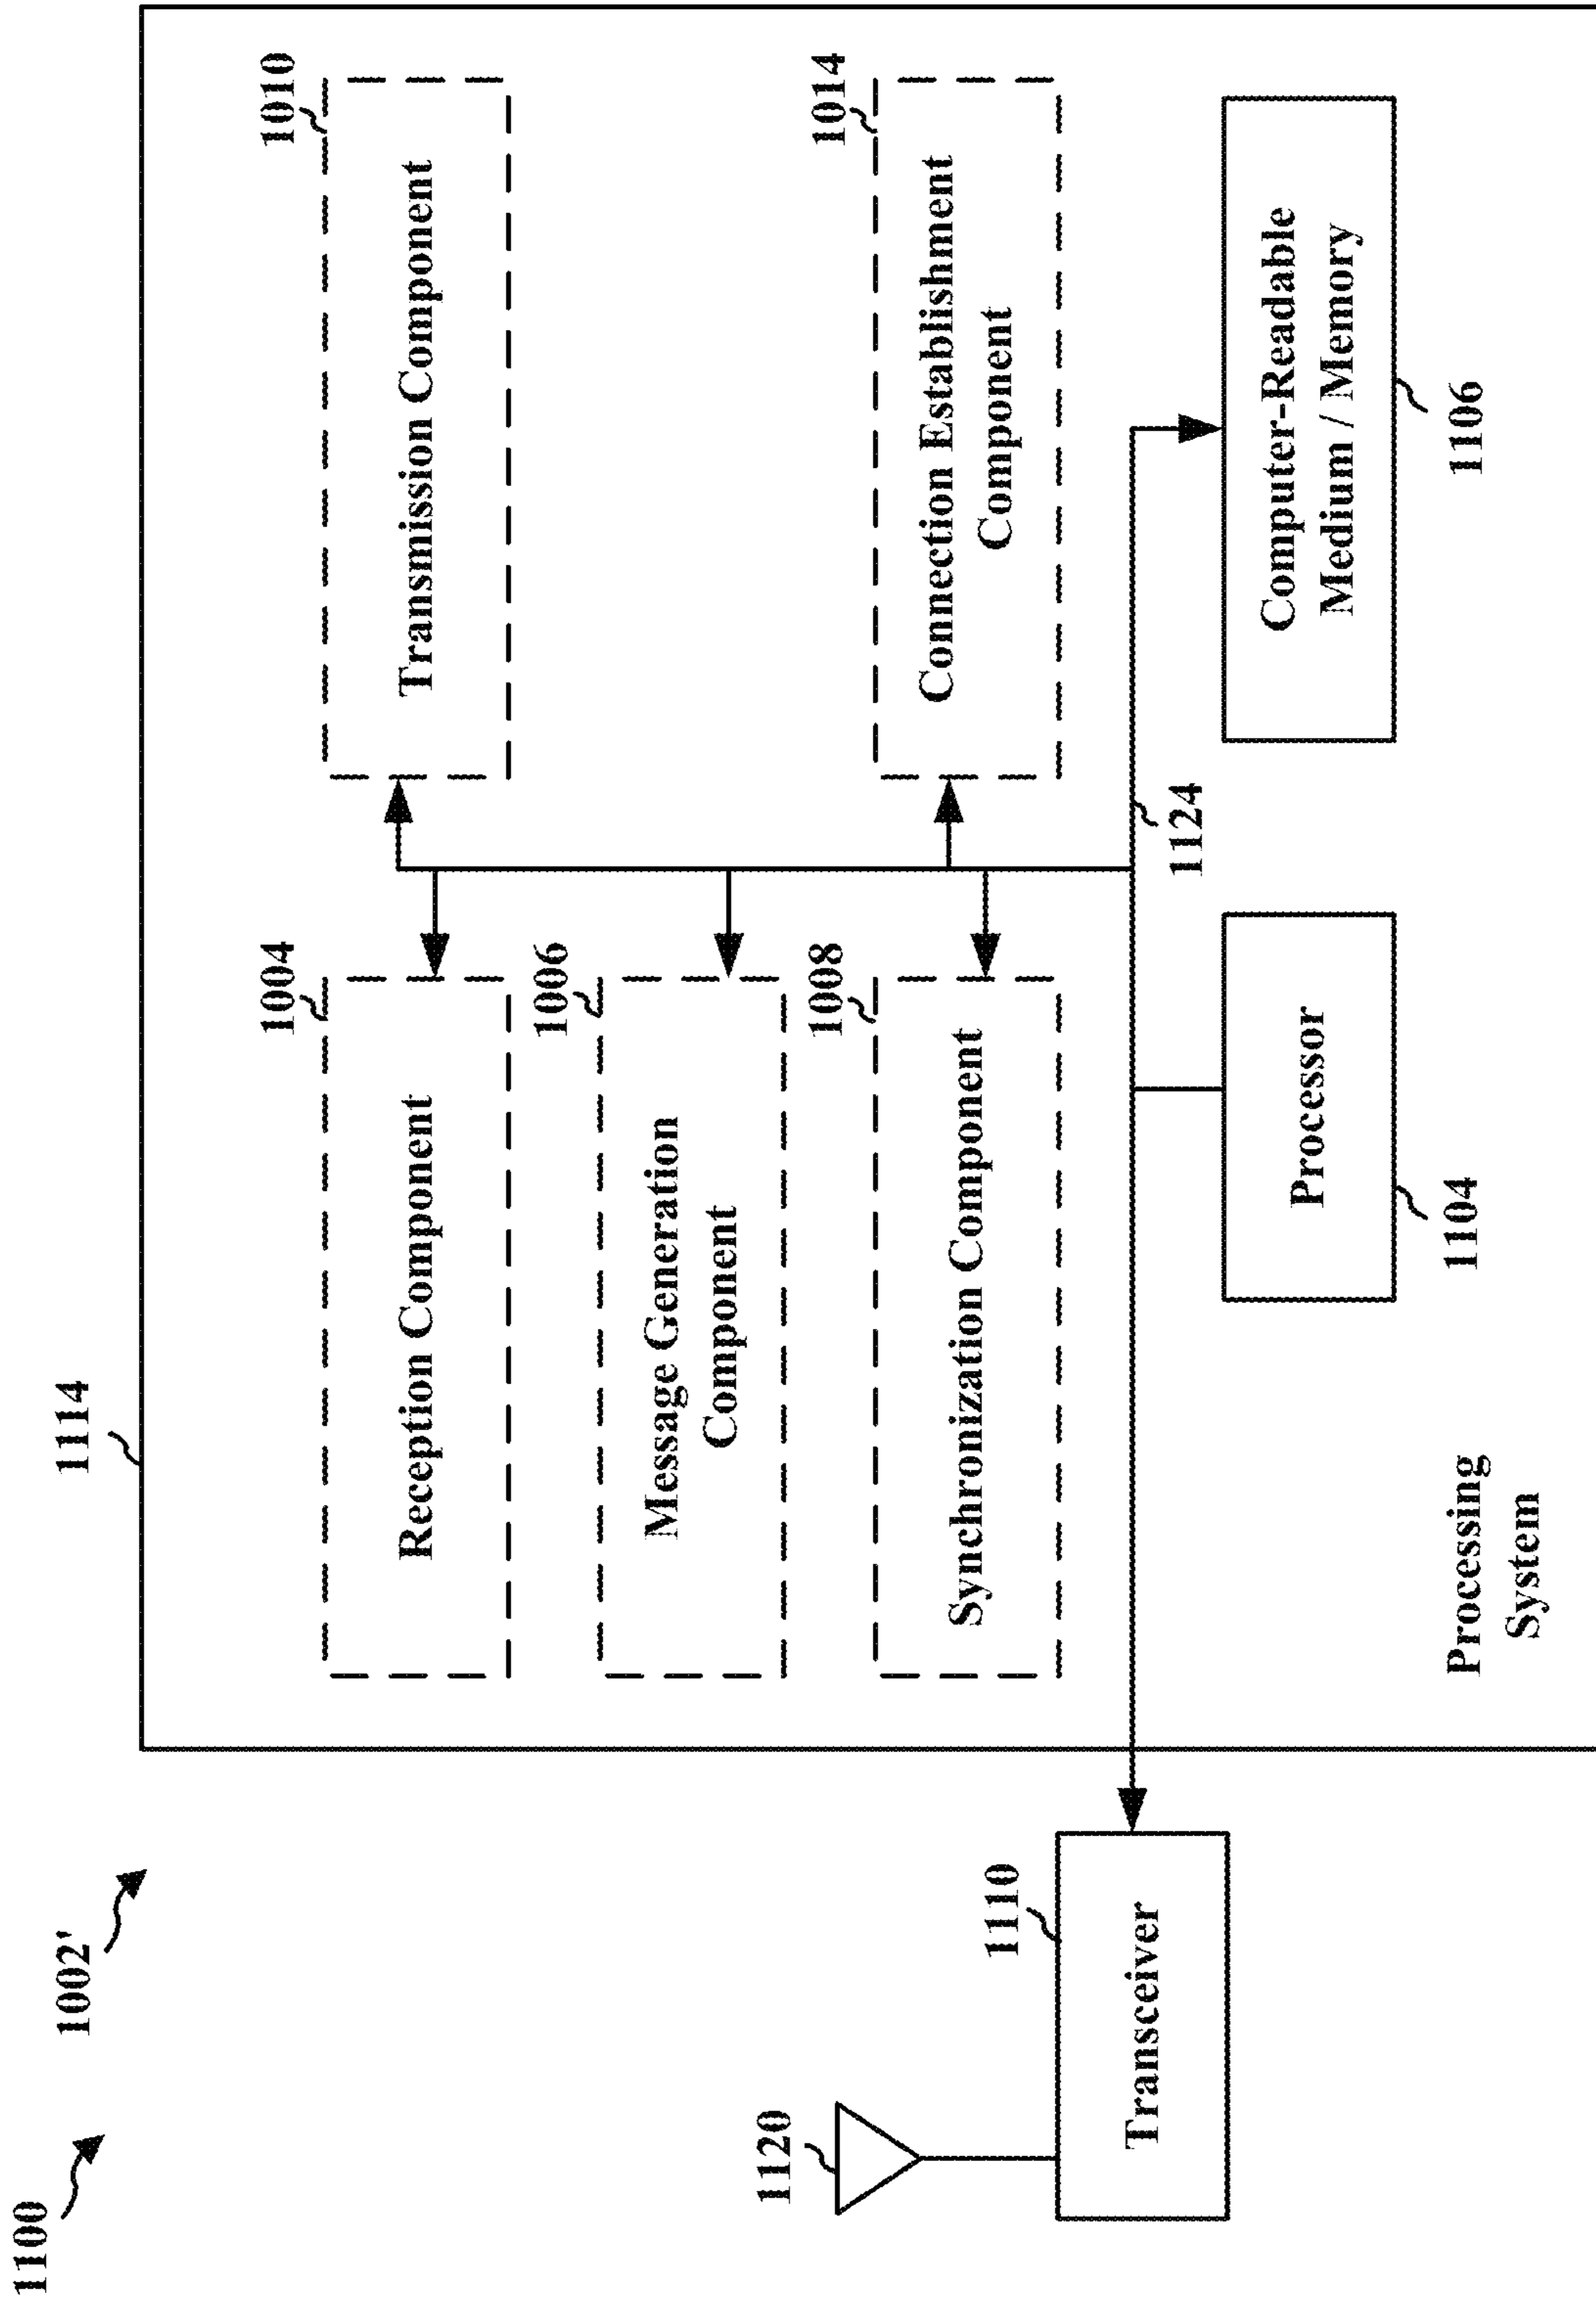 1100
1002'
1114
1004
Reception Component
1010
Transmission Component
1006
Message Generation
Component
1008
Synchronization Component
1014
Connection Establishment
Component
1120
1110
Transceiver
1124
Processor
1104
Computer-Readable
Medium / Memory
1106
Processing
System